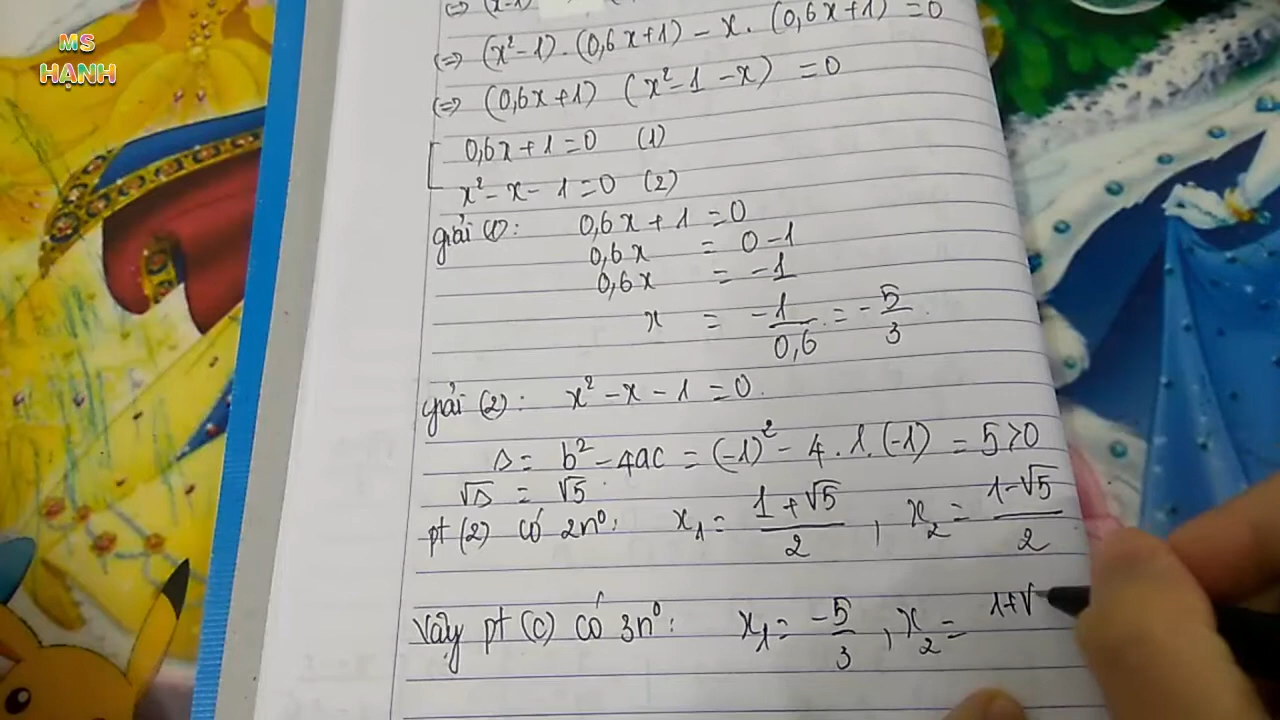 MS
HẠNH
⇔ (x-1)
⇔ (x² - 1) . (0,6x + 1) - x . (0,6x + 1) = 0
⇔ (0,6x + 1) (x² - 1 - x) = 0
0,6x + 1 = 0 (1)
x² - x - 1 = 0 (2)
giải (1): 0,6x + 1 = 0
0,6x = 0 - 1
0,6x = -1
x = -1/0,6 = -5/3.
giải (2): x² - x - 1 = 0.
Δ = b² - 4ac = (-1)² - 4 . 1. (-1) = 5 > 0
√Δ = √5.
pt (2) có 2n⁰: x₁ = (1 + √5)/2 , x₂ = (1 - √5)/2
Vậy pt (c) có 3n⁰: x₁ = -5/3 , x₂ = 1+√